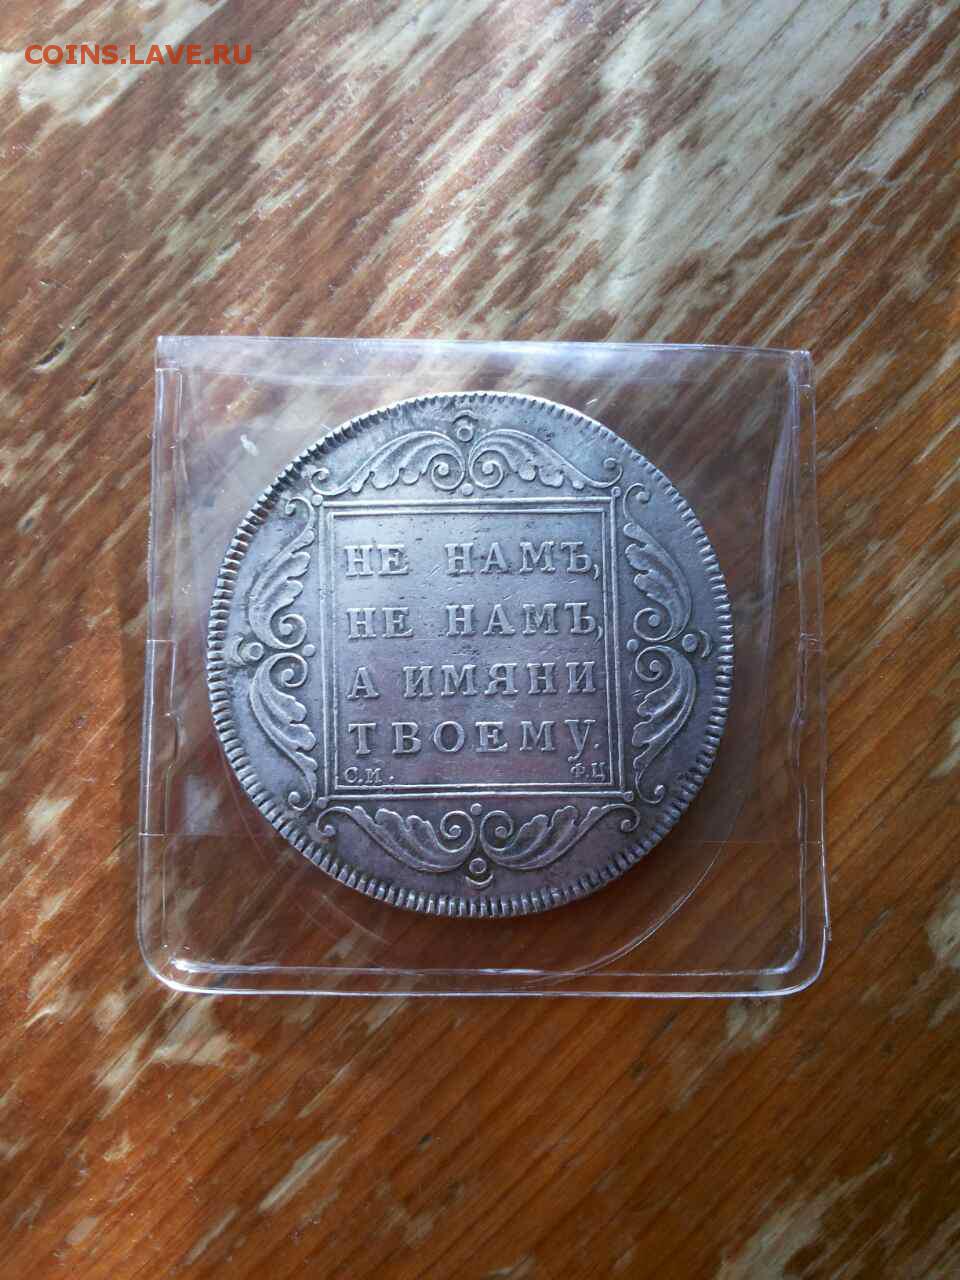 COINS.LAVE.RU
НЕ НАМЪ,
НЕ НАМЪ,
А ИМЯНИ
ТВОЕМУ.
С.М. Ф.Ц